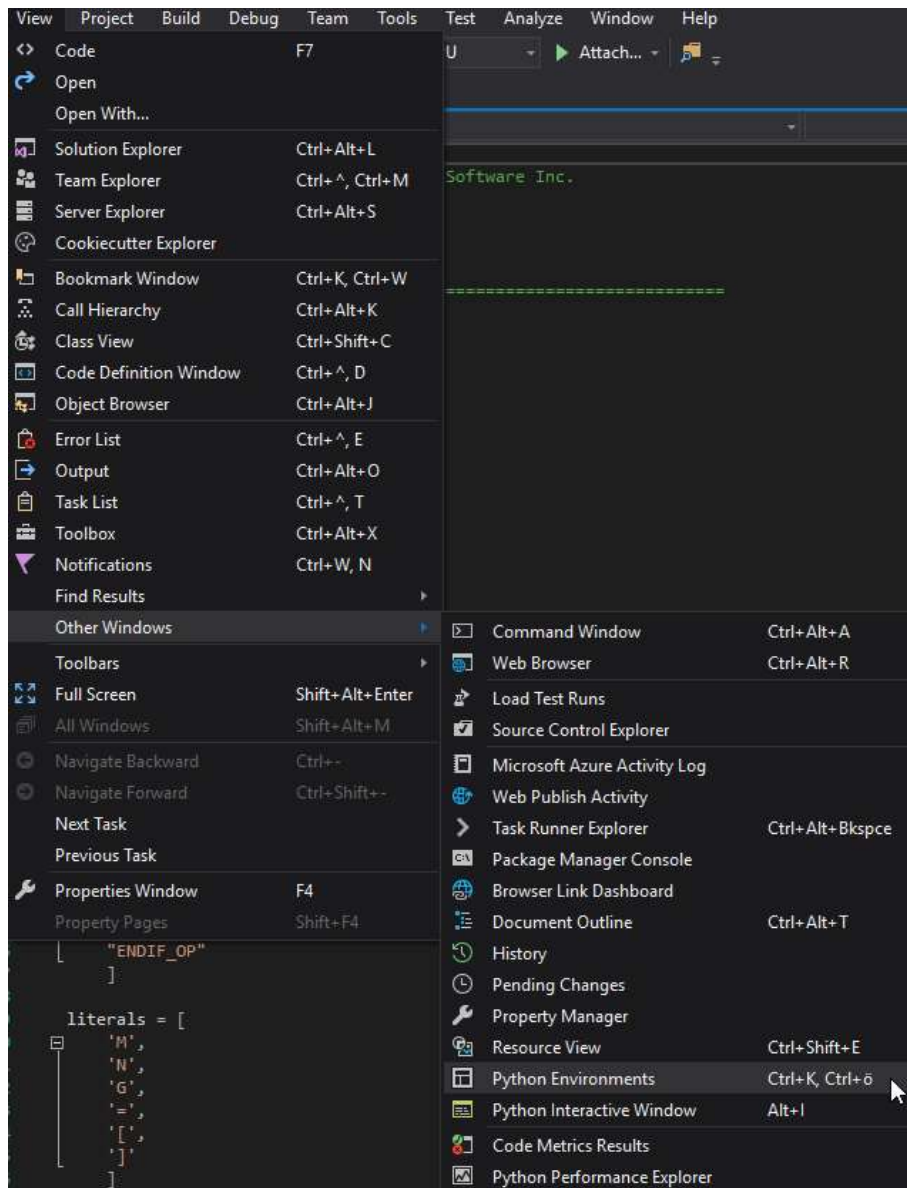 View Project Build Debug Team Tools Test Analyze Window Help
Code F7
U Attach...
Open
Open With...
Solution Explorer Ctrl+Alt+L
Software Inc.
Team Explorer Ctrl+^, Ctrl+M
Server Explorer Ctrl+Alt+S
Cookiecutter Explorer
Bookmark Window Ctrl+K, Ctrl+W
============================
Call Hierarchy Ctrl+Alt+K
Class View Ctrl+Shift+C
Code Definition Window Ctrl+^, D
Object Browser Ctrl+Alt+J
Error List Ctrl+^, E
Output Ctrl+Alt+O
Task List Ctrl+^, T
Toolbox Ctrl+Alt+X
Notifications Ctrl+W, N
Find Results
Other Windows
Toolbars
Full Screen Shift+Alt+Enter
All Windows Shift+Alt+M
Navigate Backward Ctrl+-
Navigate Forward Ctrl+Shift+-
Next Task
Previous Task
Properties Window F4
Property Pages Shift+F4
Command Window Ctrl+Alt+A
Web Browser Ctrl+Alt+R
Load Test Runs
Source Control Explorer
Microsoft Azure Activity Log
Web Publish Activity
Task Runner Explorer Ctrl+Alt+Bkspce
Package Manager Console
Browser Link Dashboard
Document Outline Ctrl+Alt+T
History
Pending Changes
Property Manager
Resource View Ctrl+Shift+E
Python Environments Ctrl+K, Ctrl+ö
Python Interactive Window Alt+I
Code Metrics Results
Python Performance Explorer
"ENDIF_OP"
]
literals = [
'M',
'N',
'G',
'=',
'[',
']'
]